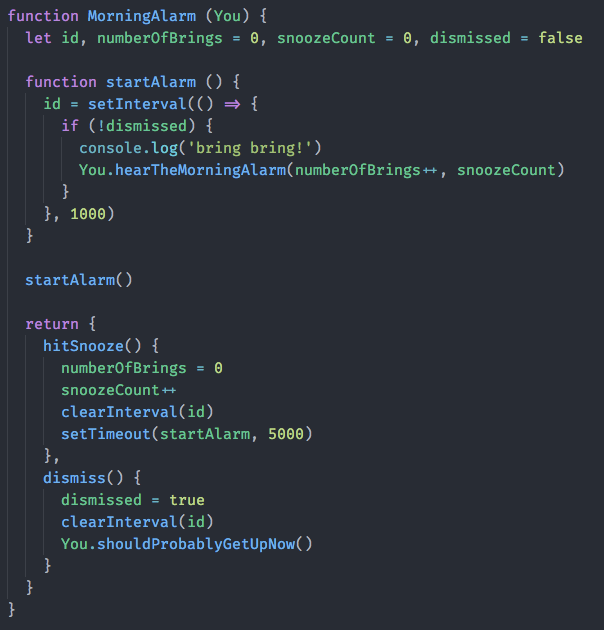 function MorningAlarm (You) {
  let id, numberOfBrings = 0, snoozeCount = 0, dismissed = false

  function startAlarm () {
    id = setInterval(() => {
      if (!dismissed) {
        console.log('bring bring!')
        You.hearTheMorningAlarm(numberOfBrings++, snoozeCount)
      }
    }, 1000)
  }

  startAlarm()

  return {
    hitSnooze() {
      numberOfBrings = 0
      snoozeCount++
      clearInterval(id)
      setTimeout(startAlarm, 5000)
    },
    dismiss() {
      dismissed = true
      clearInterval(id)
      You.shouldProbablyGetUpNow()
    }
  }
}